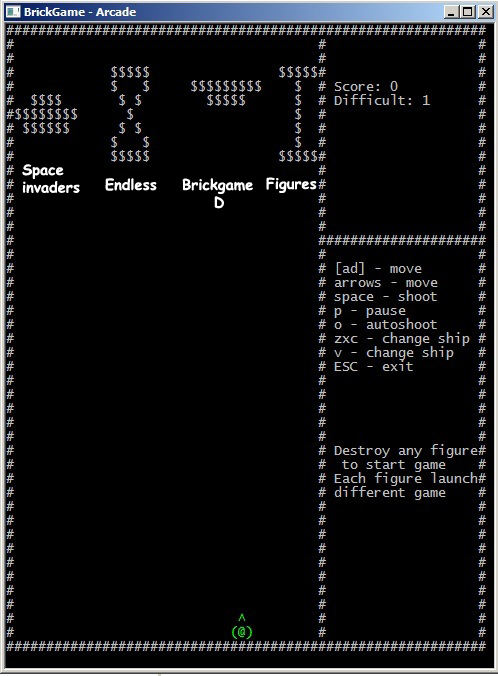 BrickGame - Arcade
Score: 0
Difficult: 1
Space
invaders
Endless
Brickgame
D
Figures
[ad] - move
arrows - move
space - shoot
p - pause
o - autoshoot
zxc - change ship
v - change ship
ESC - exit
Destroy any figure
to start game
Each figure launch
different game
^
(@)